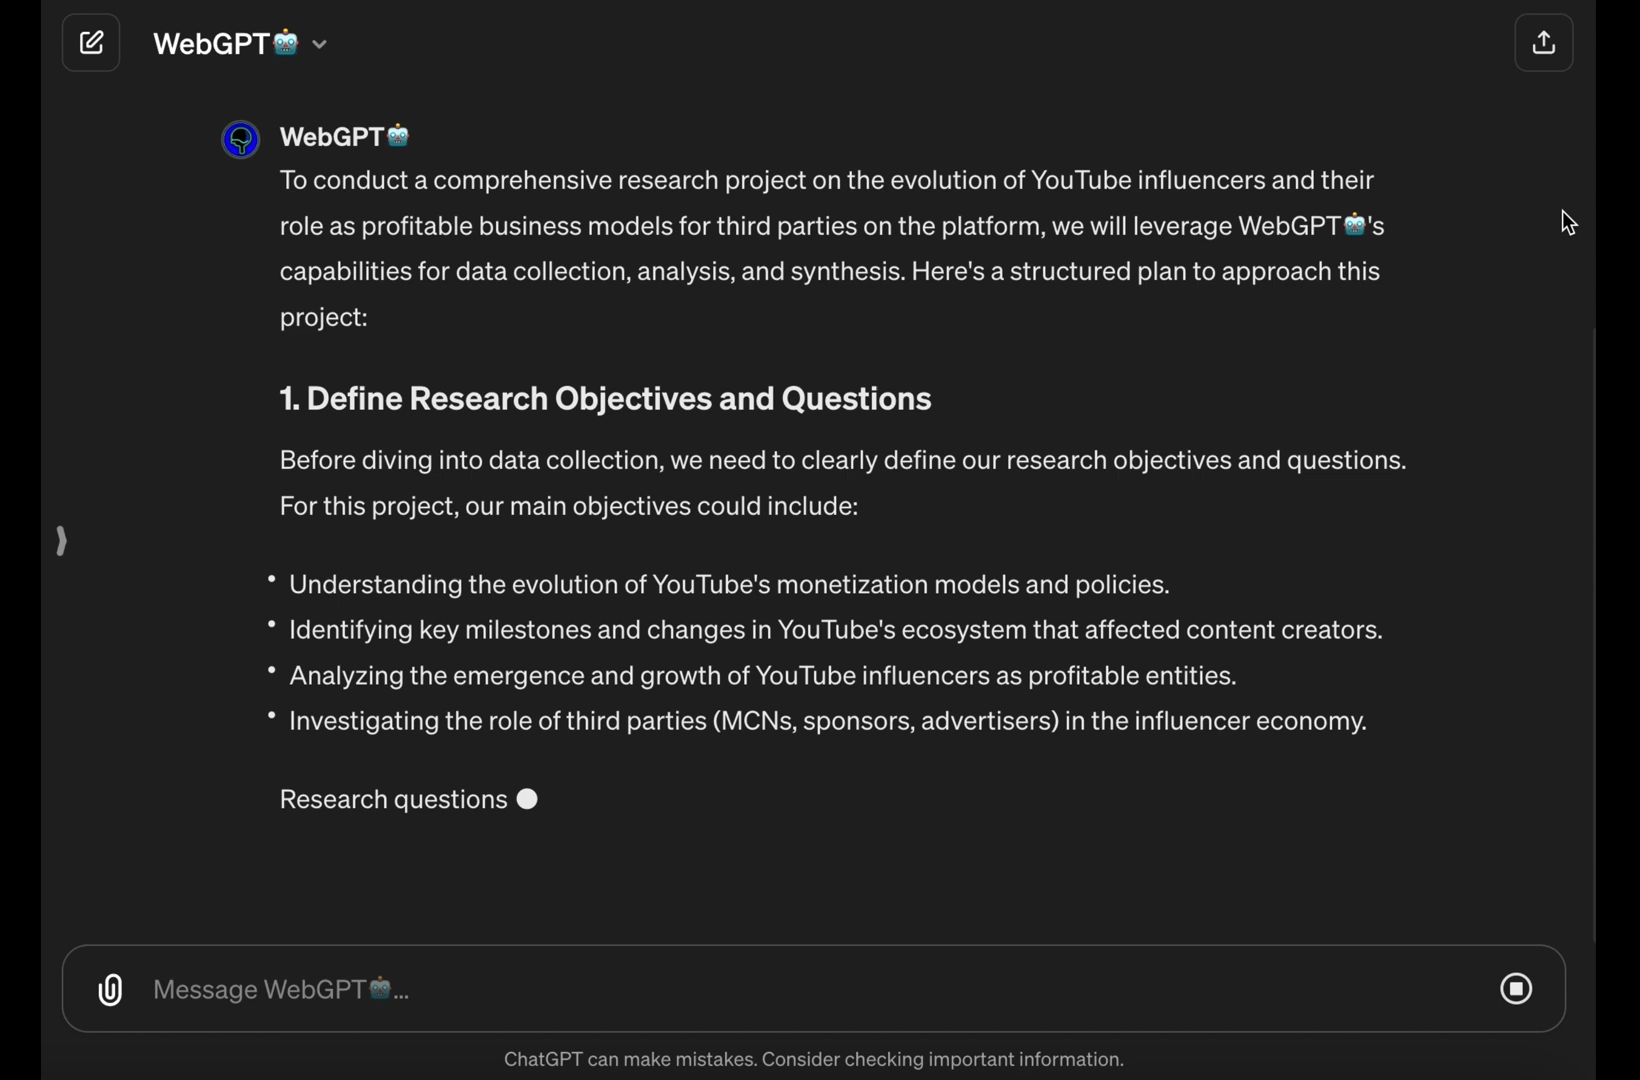 WebGPT🤖
WebGPT🤖
To conduct a comprehensive research project on the evolution of YouTube influencers and their
role as profitable business models for third parties on the platform, we will leverage WebGPT🤖's
capabilities for data collection, analysis, and synthesis. Here's a structured plan to approach this
project:
1. Define Research Objectives and Questions
Before diving into data collection, we need to clearly define our research objectives and questions.
For this project, our main objectives could include:
• Understanding the evolution of YouTube's monetization models and policies.
• Identifying key milestones and changes in YouTube's ecosystem that affected content creators.
• Analyzing the emergence and growth of YouTube influencers as profitable entities.
• Investigating the role of third parties (MCNs, sponsors, advertisers) in the influencer economy.
Research questions
Message WebGPT🤖...
ChatGPT can make mistakes. Consider checking important information.